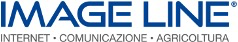 IMAGE LINE®
INTERNET • COMUNICAZIONE • AGRICOLTURA